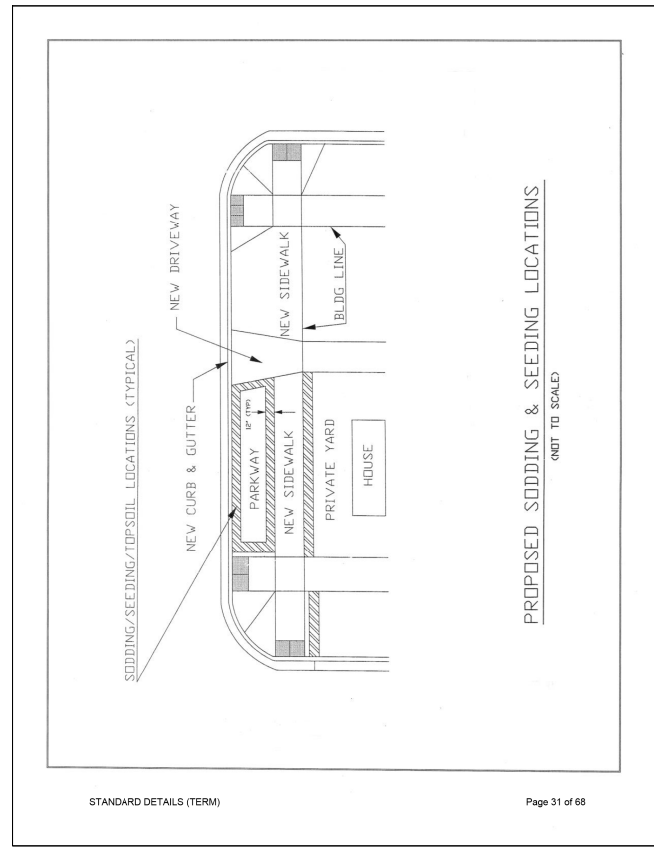 SODDING/SEEDING/TOPSOIL LOCATIONS (TYPICAL)
NEW CURB & GUTTER
NEW DRIVEWAY
PARKWAY
12" (TYP)
NEW SIDEWALK
NEW SIDEWALK
PRIVATE YARD
BLDG LINE
HOUSE
PROPOSED SODDING & SEEDING LOCATIONS
(NOT TO SCALE)
STANDARD DETAILS (TERM)
Page 31 of 68